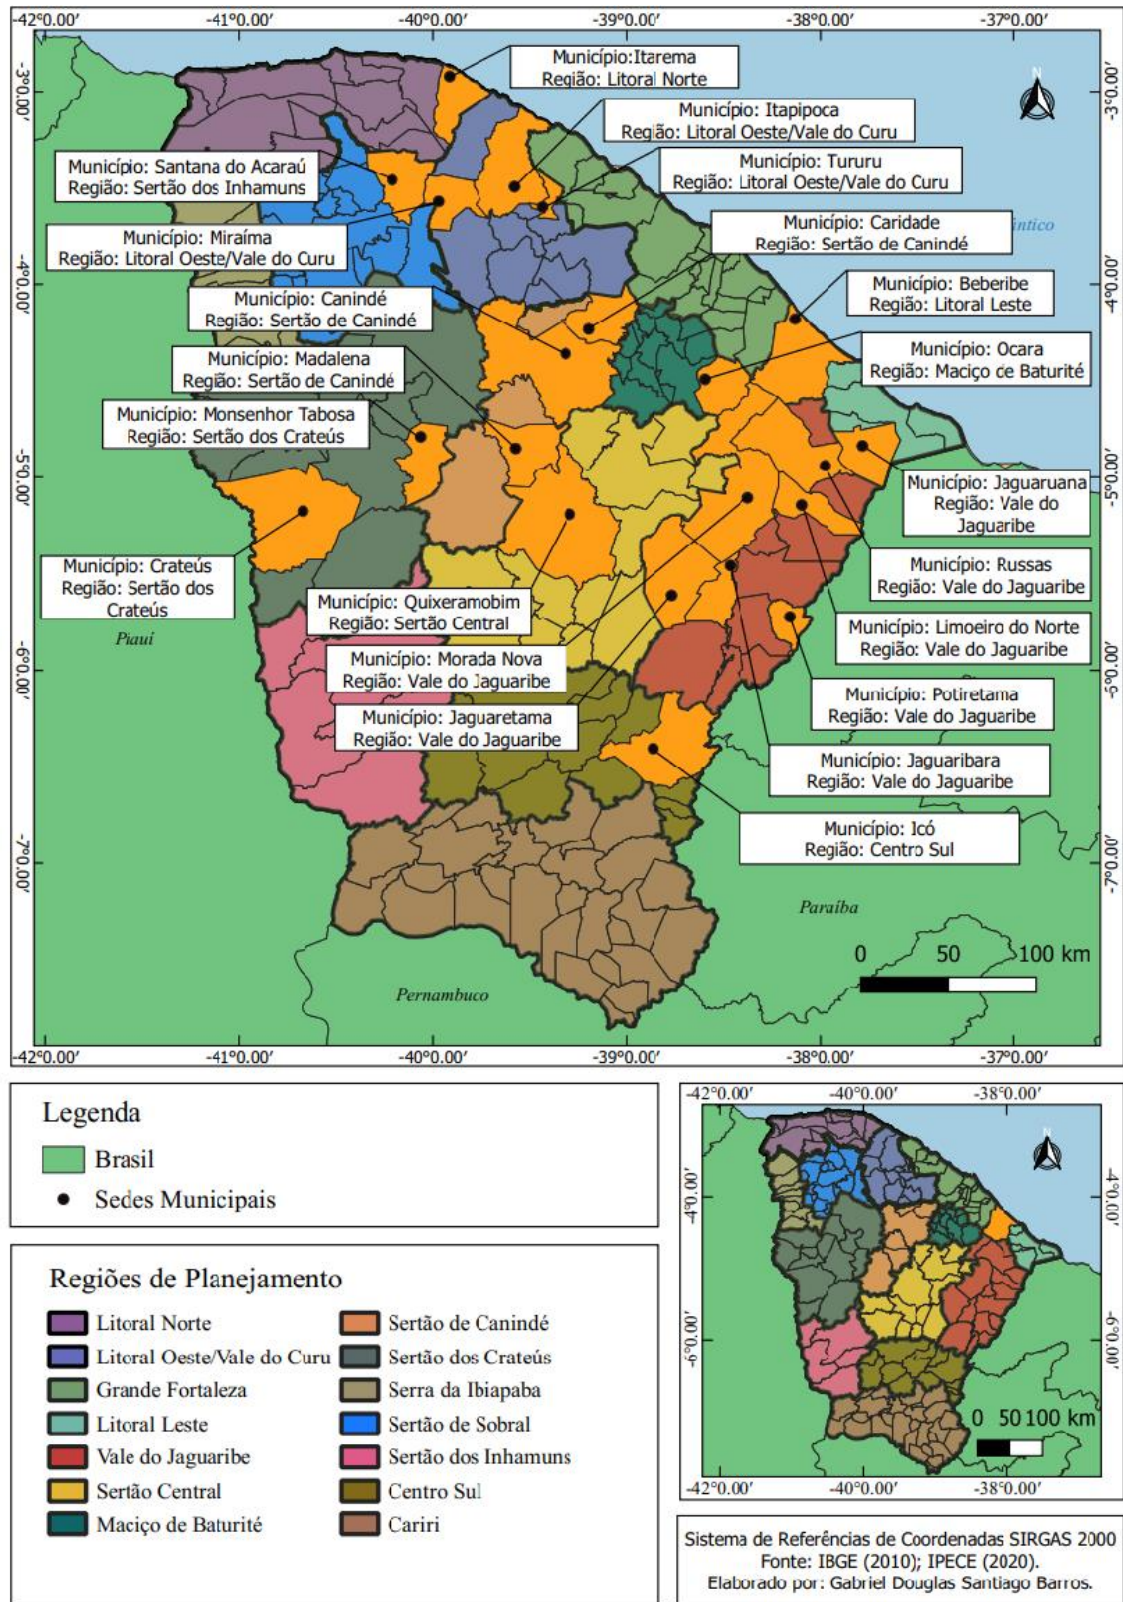 -42°0.00′
-41°0.00′
-40°0.00′
-39°0.00′
-38°0.00′
-37°0.00′
-3°0.00′
-4°0.00′
-5°0.00′
-6°0.00′
-7°0.00′
-3°0.00′
-4°0.00′
-5°0.00′
-6°0.00′
-7°0.00′
N
Município:Itarema
Região: Litoral Norte
Município: Itapipoca
Região: Litoral Oeste/Vale do Curu
Município: Tururu
Região: Litoral Oeste/Vale do Curu
Município: Santana do Acaraú
Região: Sertão dos Inhamuns
Município: Caridade
Região: Sertão de Canindé
ântico
Município: Miraíma
Região: Litoral Oeste/Vale do Curu
Município: Beberibe
Região: Litoral Leste
Município: Canindé
Região: Sertão de Canindé
Município: Ocara
Região: Maciço de Baturité
Município: Madalena
Região: Sertão de Canindé
Município: Monsenhor Tabosa
Região: Sertão dos Crateús
Município: Jaguaruana
Região: Vale do
Jaguaribe
Município: Crateús
Região: Sertão dos
Crateús
Município: Russas
Região: Vale do Jaguaribe
Município: Quixeramobim
Região: Sertão Central
Município: Limoeiro do Norte
Região: Vale do Jaguaribe
Piauí
Município: Morada Nova
Região: Vale do Jaguaribe
Município: Potiretama
Região: Vale do Jaguaribe
Município: Jaguaretama
Região: Vale do Jaguaribe
Município: Jaguaribara
Região: Vale do Jaguaribe
Município: Icó
Região: Centro Sul
Paraíba
Pernambuco
0 50 100 km
-42°0.00′
-41°0.00′
-40°0.00′
-39°0.00′
-38°0.00′
-37°0.00′
Legenda
Brasil
Sedes Municipais
Regiões de Planejamento
Litoral Norte
Litoral Oeste/Vale do Curu
Grande Fortaleza
Litoral Leste
Vale do Jaguaribe
Sertão Central
Maciço de Baturité
Sertão de Canindé
Sertão dos Crateús
Serra da Ibiapaba
Sertão de Sobral
Sertão dos Inhamuns
Centro Sul
Cariri
-42°0.00′
-40°0.00′
-38°0.00′
N
-4°0.00′
-6°0.00′
-4°0.00′
-6°0.00′
0 50 100 km
-42°0.00′
-40°0.00′
-38°0.00′
Sistema de Referências de Coordenadas SIRGAS 2000
Fonte: IBGE (2010); IPECE (2020).
Elaborado por: Gabriel Douglas Santiago Barros.